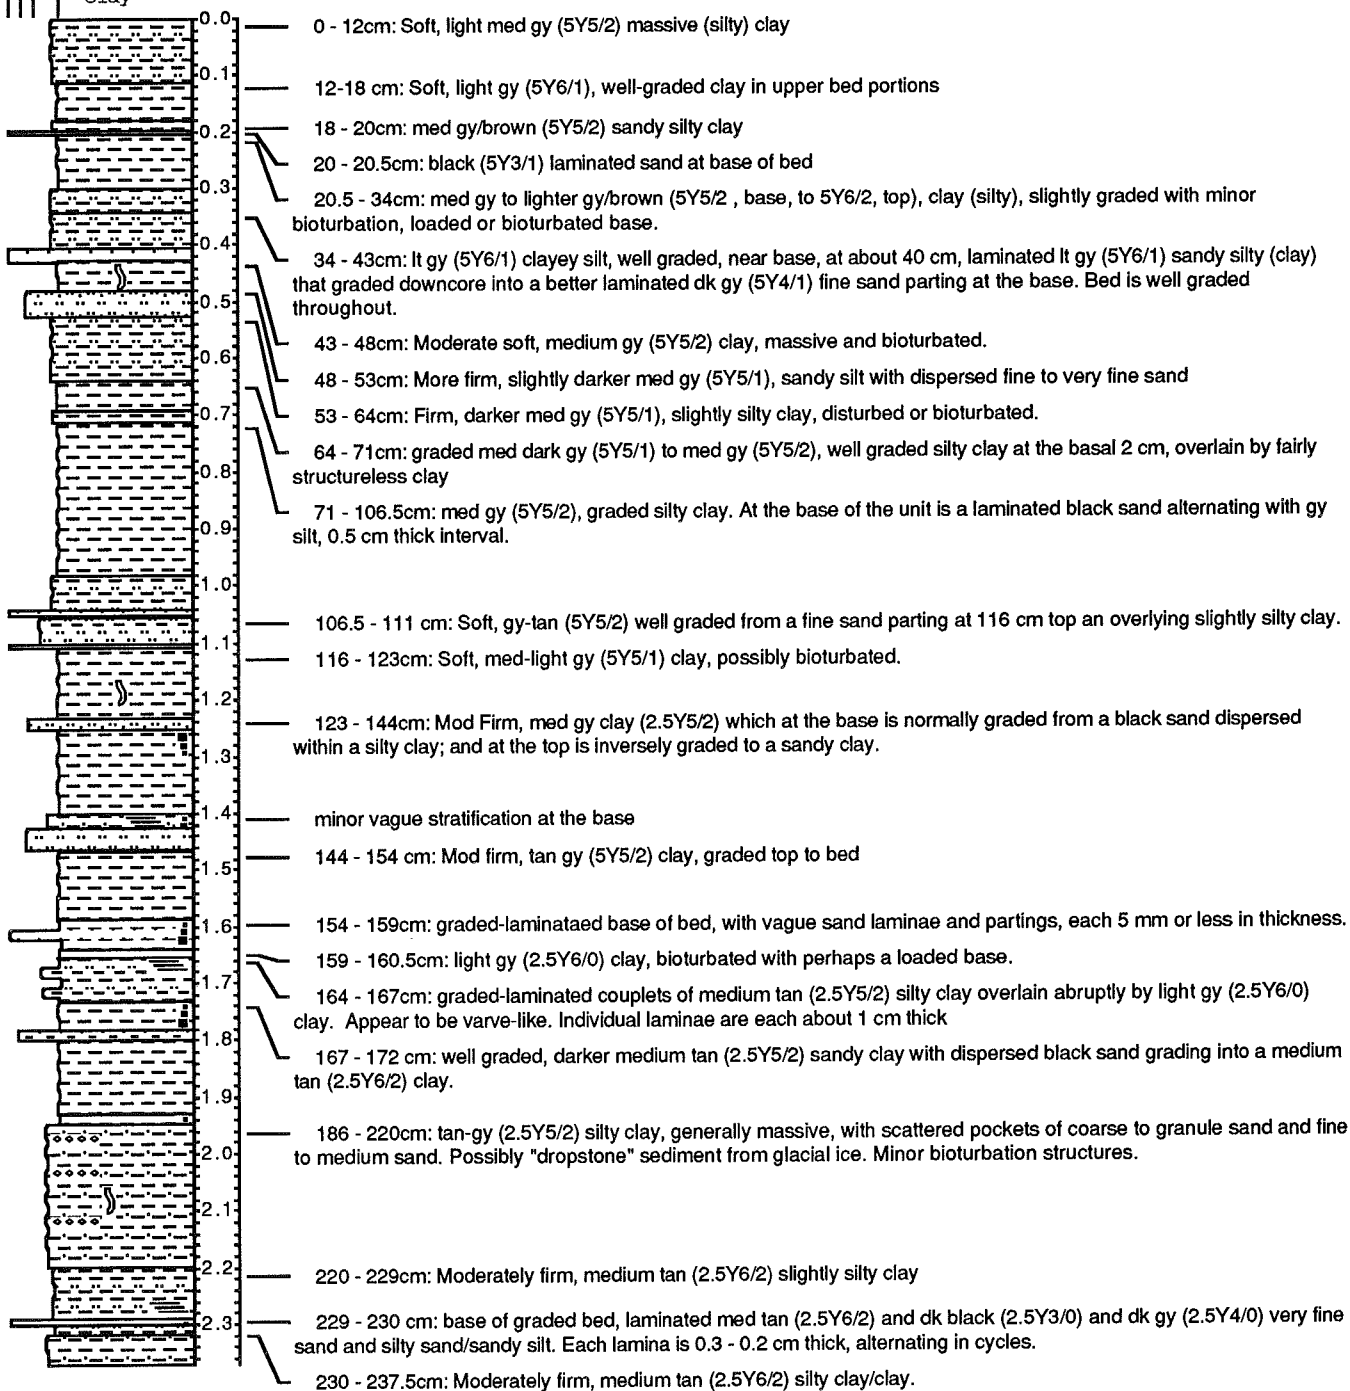 Clay
0.0
0 - 12cm: Soft, light med gy (5Y5/2) massive (silty) clay
0.1
12-18 cm: Soft, light gy (5Y6/1), well-graded clay in upper bed portions
18 - 20cm: med gy/brown (5Y5/2) sandy silty clay
0.2
20 - 20.5cm: black (5Y3/1) laminated sand at base of bed
0.3
20.5 - 34cm: med gy to lighter gy/brown (5Y5/2 , base, to 5Y6/2, top), clay (silty), slightly graded with minor
bioturbation, loaded or bioturbated base.
0.4
34 - 43cm: lt gy (5Y6/1) clayey silt, well graded, near base, at about 40 cm, laminated lt gy (5Y6/1) sandy silty (clay)
that graded downcore into a better laminated dk gy (5Y4/1) fine sand parting at the base. Bed is well graded
0.5
throughout.
43 - 48cm: Moderate soft, medium gy (5Y5/2) clay, massive and bioturbated.
0.6
48 - 53cm: More firm, slightly darker med gy (5Y5/1), sandy silt with dispersed fine to very fine sand
0.7
53 - 64cm: Firm, darker med gy (5Y5/1), slightly silty clay, disturbed or bioturbated.
64 - 71cm: graded med dark gy (5Y5/1) to med gy (5Y5/2), well graded silty clay at the basal 2 cm, overlain by fairly
0.8
structureless clay
71 - 106.5cm: med gy (5Y5/2), graded silty clay. At the base of the unit is a laminated black sand alternating with gy
0.9
silt, 0.5 cm thick interval.
1.0
106.5 - 111 cm: Soft, gy-tan (5Y5/2) well graded from a fine sand parting at 116 cm top an overlying slightly silty clay.
1.1
116 - 123cm: Soft, med-light gy (5Y5/1) clay, possibly bioturbated.
1.2
123 - 144cm: Mod Firm, med gy clay (2.5Y5/2) which at the base is normally graded from a black sand dispersed
within a silty clay; and at the top is inversely graded to a sandy clay.
1.3
1.4
minor vague stratification at the base
144 - 154 cm: Mod firm, tan gy (5Y5/2) clay, graded top to bed
1.5
154 - 159cm: graded-laminataed base of bed, with vague sand laminae and partings, each 5 mm or less in thickness.
1.6
159 - 160.5cm: light gy (2.5Y6/0) clay, bioturbated with perhaps a loaded base.
1.7
164 - 167cm: graded-laminated couplets of medium tan (2.5Y5/2) silty clay overlain abruptly by light gy (2.5Y6/0)
clay. Appear to be varve-like. Individual laminae are each about 1 cm thick
1.8
167 - 172 cm: well graded, darker medium tan (2.5Y5/2) sandy clay with dispersed black sand grading into a medium
tan (2.5Y6/2) clay.
1.9
186 - 220cm: tan-gy (2.5Y5/2) silty clay, generally massive, with scattered pockets of coarse to granule sand and fine
2.0
to medium sand. Possibly "dropstone" sediment from glacial ice. Minor bioturbation structures.
2.1
2.2
220 - 229cm: Moderately firm, medium tan (2.5Y6/2) slightly silty clay
2.3
229 - 230 cm: base of graded bed, laminated med tan (2.5Y6/2) and dk black (2.5Y3/0) and dk gy (2.5Y4/0) very fine
sand and silty sand/sandy silt. Each lamina is 0.3 - 0.2 cm thick, alternating in cycles.
230 - 237.5cm: Moderately firm, medium tan (2.5Y6/2) silty clay/clay.